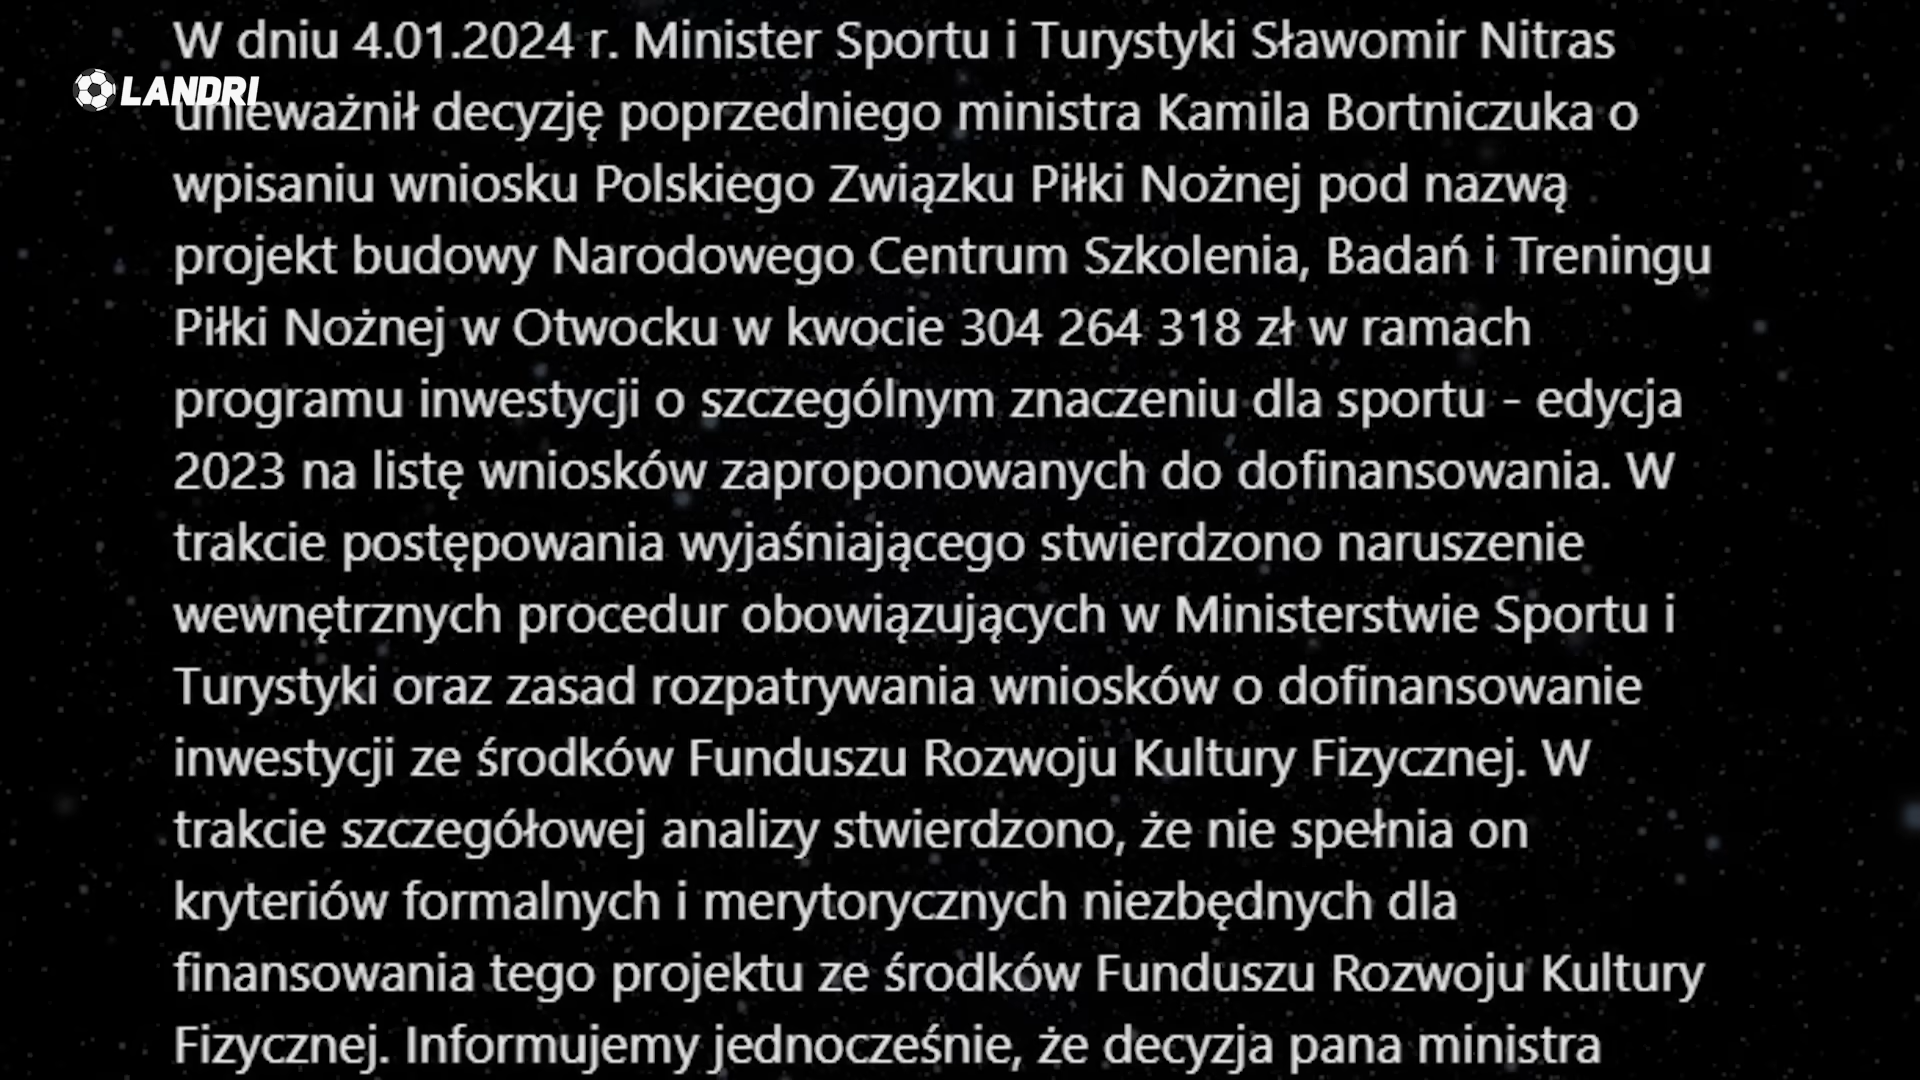 W dniu 4.01.2024 r. Minister Sportu i Turystyki Sławomir Nitras
LANDRI
unieważnił decyzję poprzedniego ministra Kamila Bortniczuka o
wpisaniu wniosku Polskiego Związku Piłki Nożnej pod nazwą
projekt budowy Narodowego Centrum Szkolenia, Badań i Treningu
Piłki Nożnej w Otwocku w kwocie 304 264 318 zł w ramach
programu inwestycji o szczególnym znaczeniu dla sportu - edycja
2023 na listę wniosków zaproponowanych do dofinansowania. W
trakcie postępowania wyjaśniającego stwierdzono naruszenie
wewnętrznych procedur obowiązujących w Ministerstwie Sportu i
Turystyki oraz zasad rozpatrywania wniosków o dofinansowanie
inwestycji ze środków Funduszu Rozwoju Kultury Fizycznej. W
trakcie szczegółowej analizy stwierdzono, że nie spełnia on
kryteriów formalnych i merytorycznych niezbędnych dla
finansowania tego projektu ze środków Funduszu Rozwoju Kultury
Fizycznej. Informujemy jednocześnie, że decyzja pana ministra